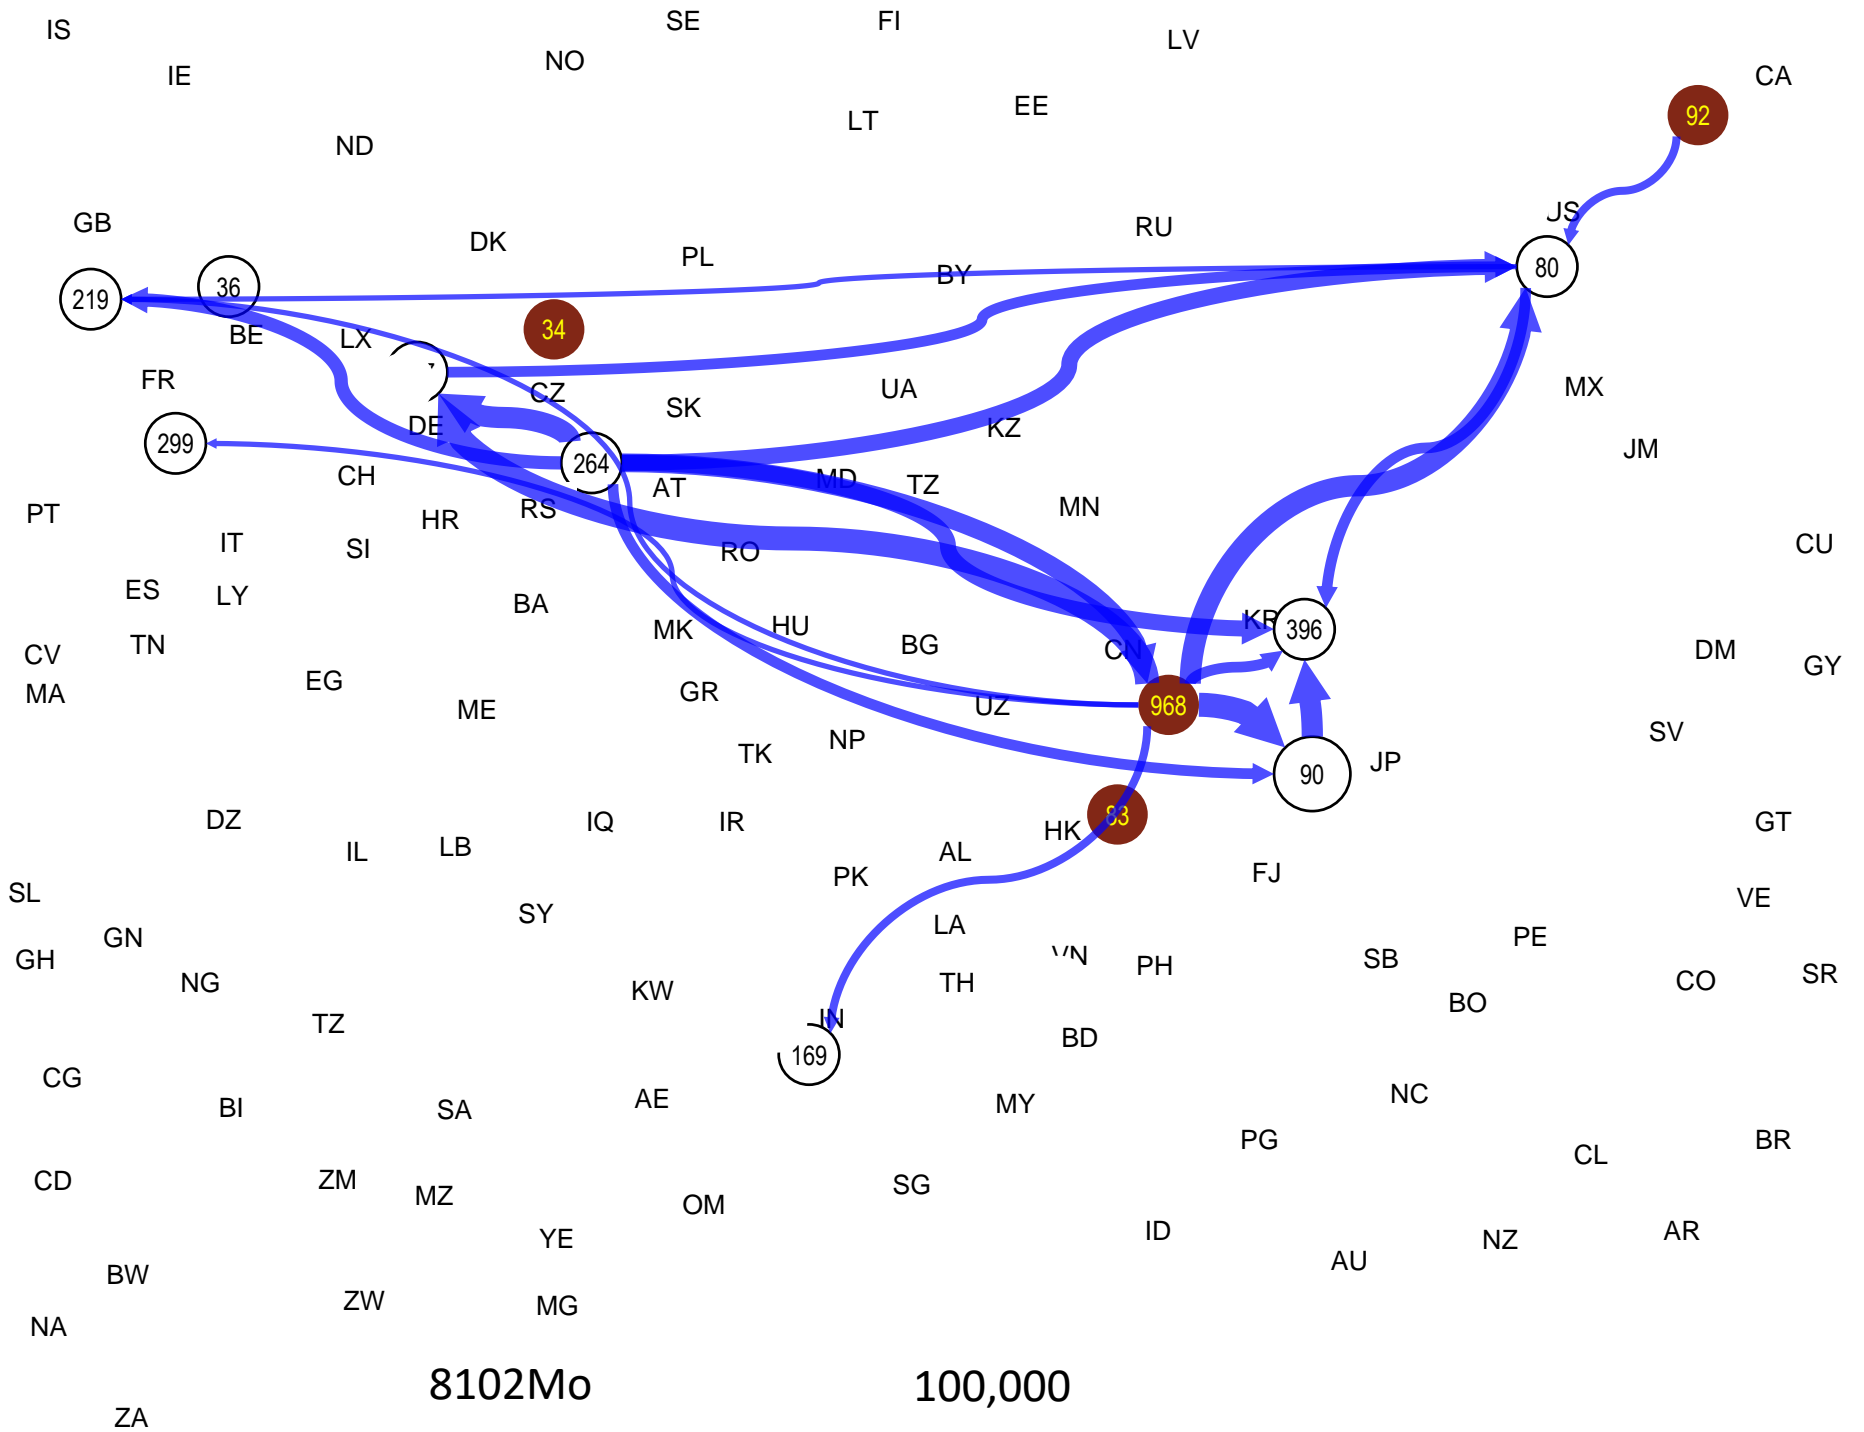 IS
SE
FI
LV
NO
IE
CA
EE
92
LT
ND
JS
GB
RU
DK
PL
80
BY
36
219
34
BE
LX
FR
CZ
UA
MX
SK
DE
KZ
299
JM
264
CH
AT
MD
TZ
RS
MN
PT
HR
IT
SI
RO
CU
ES
LY
BA
KR
396
MK
HU
TN
BG
CN
DM
CV
GY
EG
MA
GR
ME
UZ
968
SV
NP
TK
JP
90
83
DZ
IQ
IR
HK
GT
IL
LB
AL
PK
FJ
SL
VE
SY
LA
GN
PE
GH
SB
PH
SR
NG
TH
CO
KW
BO
IN
TZ
BD
169
CG
NC
AE
MY
BI
SA
PG
BR
CL
CD
ZM
SG
MZ
OM
ID
AR
YE
NZ
AU
BW
ZW
MG
NA
8102Mo
100,000
ZA